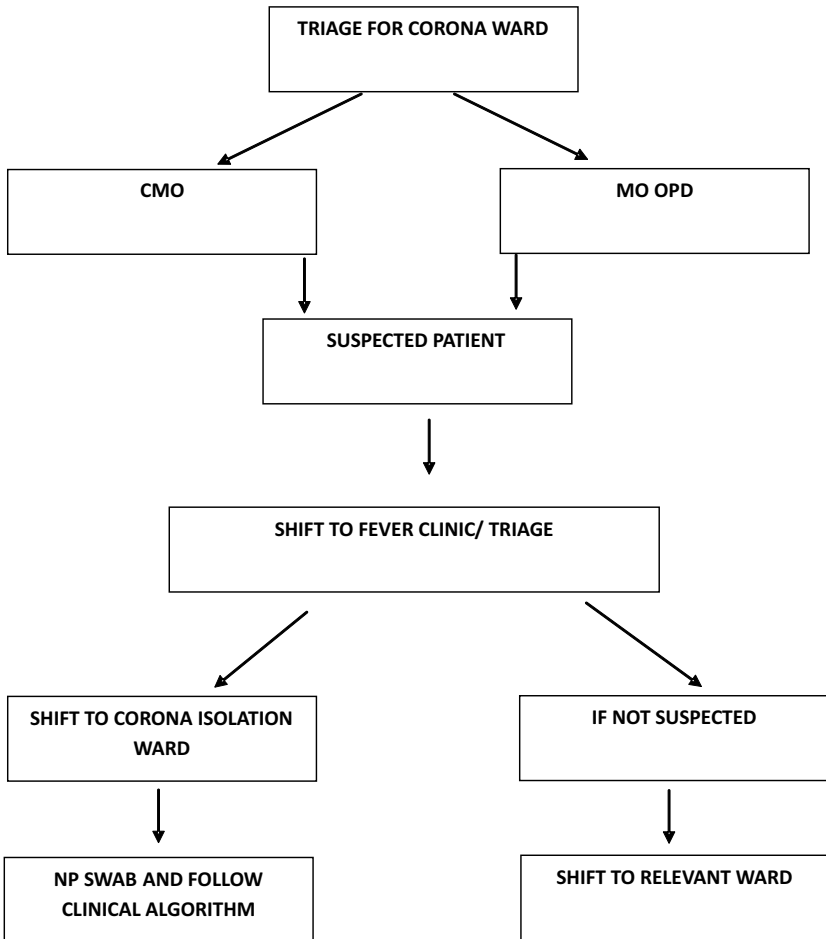 TRIAGE FOR CORONA WARD
CMO
MO OPD
SUSPECTED PATIENT
SHIFT TO FEVER CLINIC/ TRIAGE
SHIFT TO CORONA ISOLATION
WARD
IF NOT SUSPECTED
NP SWAB AND FOLLOW
CLINICAL ALGORITHM
SHIFT TO RELEVANT WARD